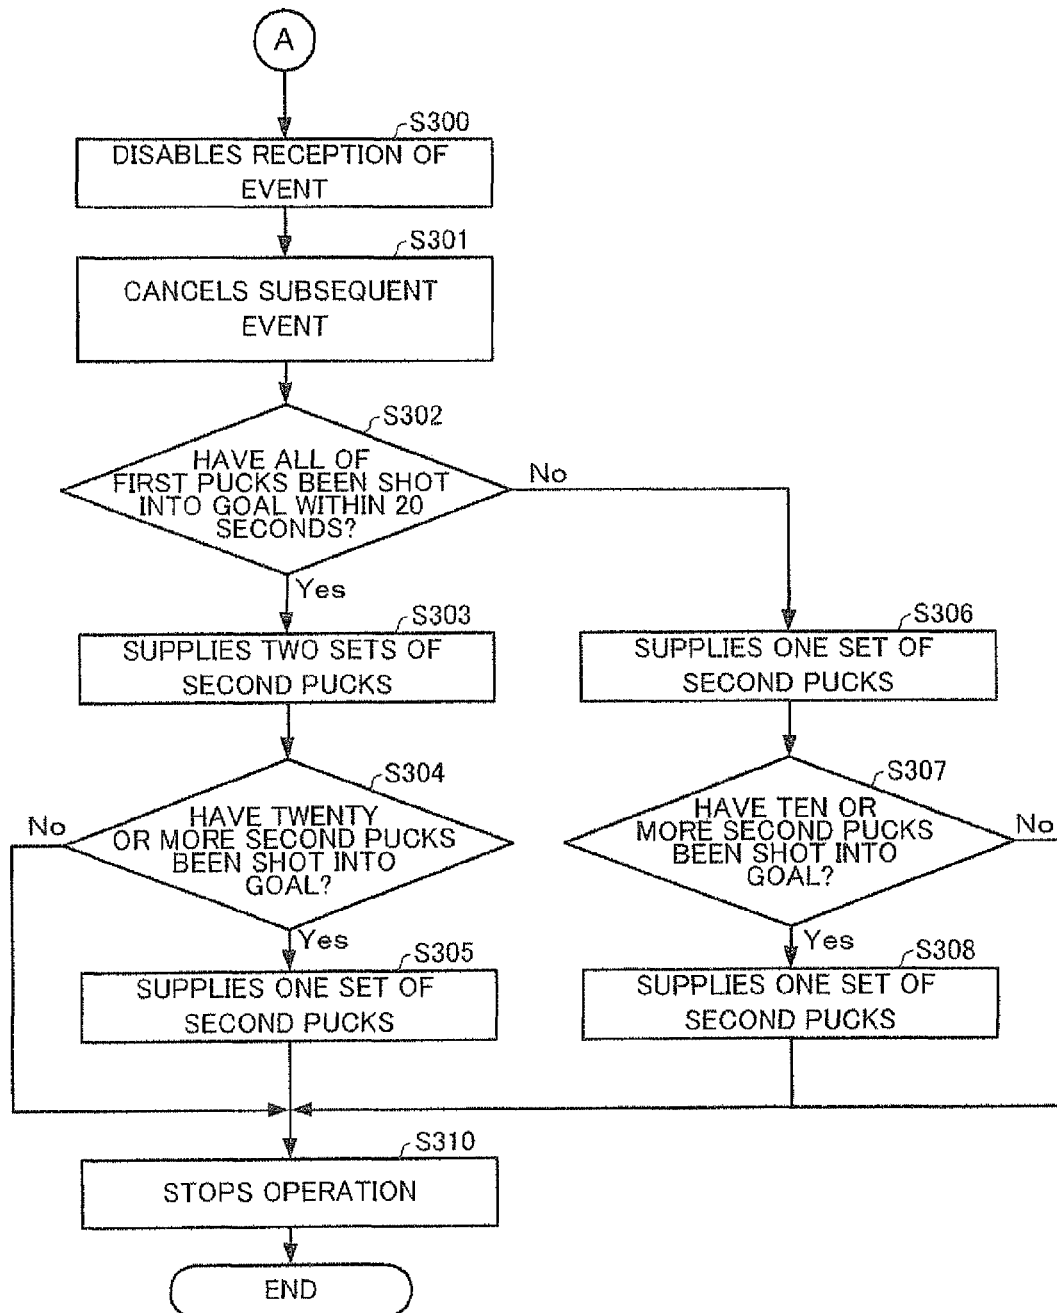 A
S300
DISABLES RECEPTION OF
EVENT
S301
CANCELS SUBSEQUENT
EVENT
S302
HAVE ALL OF
FIRST PUCKS BEEN SHOT
INTO GOAL WITHIN 20
SECONDS?
No
Yes
S303
SUPPLIES TWO SETS OF
SECOND PUCKS
S306
SUPPLIES ONE SET OF
SECOND PUCKS
S304
HAVE TWENTY
OR MORE SECOND PUCKS
BEEN SHOT INTO
GOAL?
No
Yes
S307
HAVE TEN OR
MORE SECOND PUCKS
BEEN SHOT INTO
GOAL?
No
Yes
S305
SUPPLIES ONE SET OF
SECOND PUCKS
S308
SUPPLIES ONE SET OF
SECOND PUCKS
S310
STOPS OPERATION
END